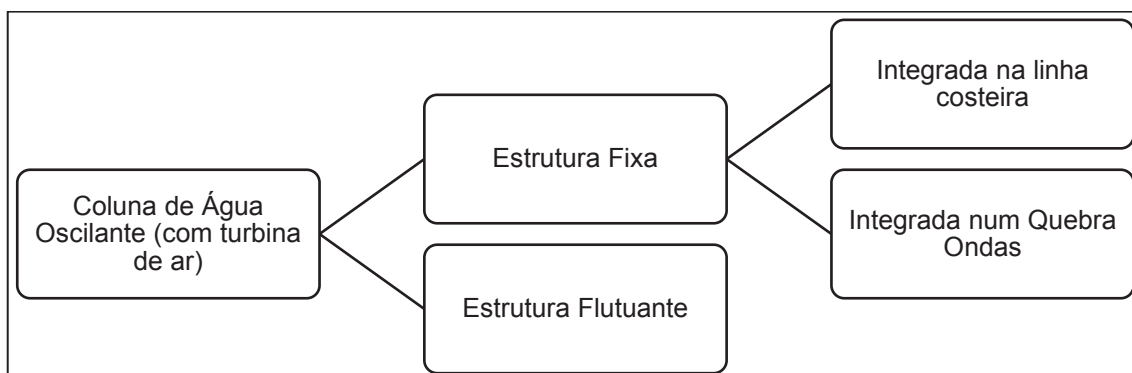 Coluna de Água
Oscilante (com turbina
de ar)
Estrutura Fixa
Estrutura Flutuante
Integrada na linha
costeira
Integrada num Quebra
Ondas